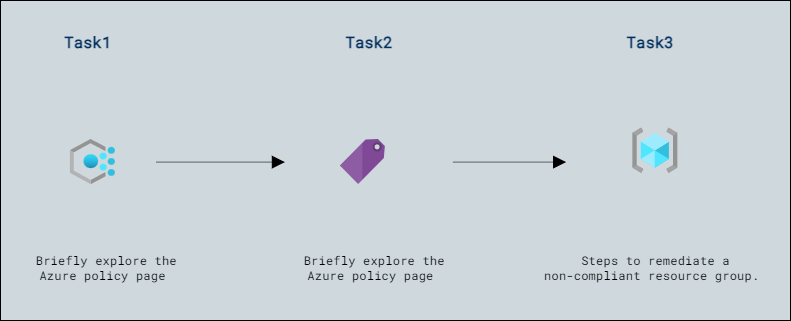 Task1
Task2
Task3
Briefly explore the
Azure policy page
Briefly explore the
Azure policy page
Steps to remediate a
non-compliant resource group.